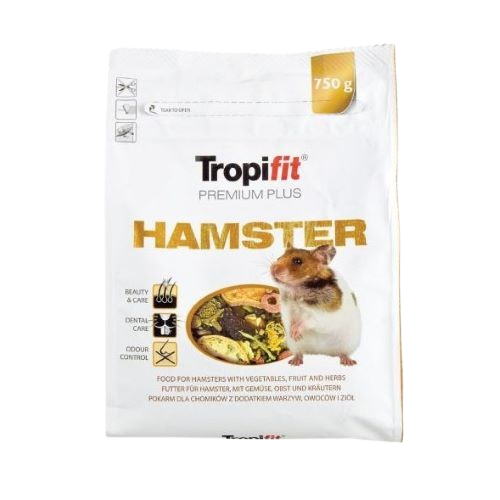 750 g
TEAR TO OPEN
Tropifit®
PREMIUM PLUS
HAMSTER
BEAUTY
& CARE
DENTAL
CARE
ODOUR
CONTROL
FOOD FOR HAMSTERS WITH VEGETABLES, FRUIT AND HERBS
FUTTER FÜR HAMSTER, MIT GEMÜSE, OBST UND KRÄUTERN
POKARM DLA CHOMIKÓW Z DODATKIEM WARZYW, OWOCÓW I ZIÓŁ
Tropifit®